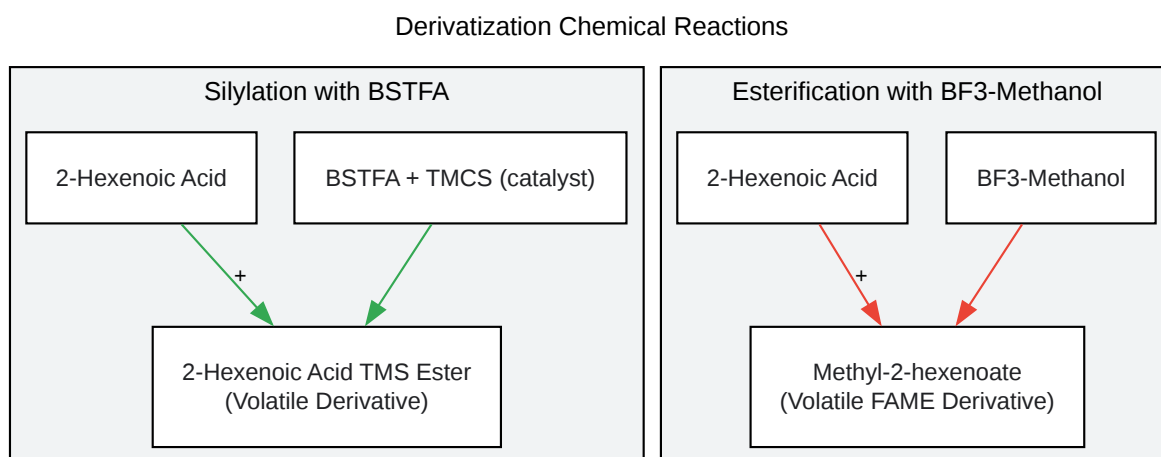 Derivatization Chemical Reactions
Silylation with BSTFA
2-Hexenoic Acid
BSTFA + TMCS (catalyst)
+
2-Hexenoic Acid TMS Ester
(Volatile Derivative)
Esterification with BF3-Methanol
2-Hexenoic Acid
BF3-Methanol
+
Methyl-2-hexenoate
(Volatile FAME Derivative)